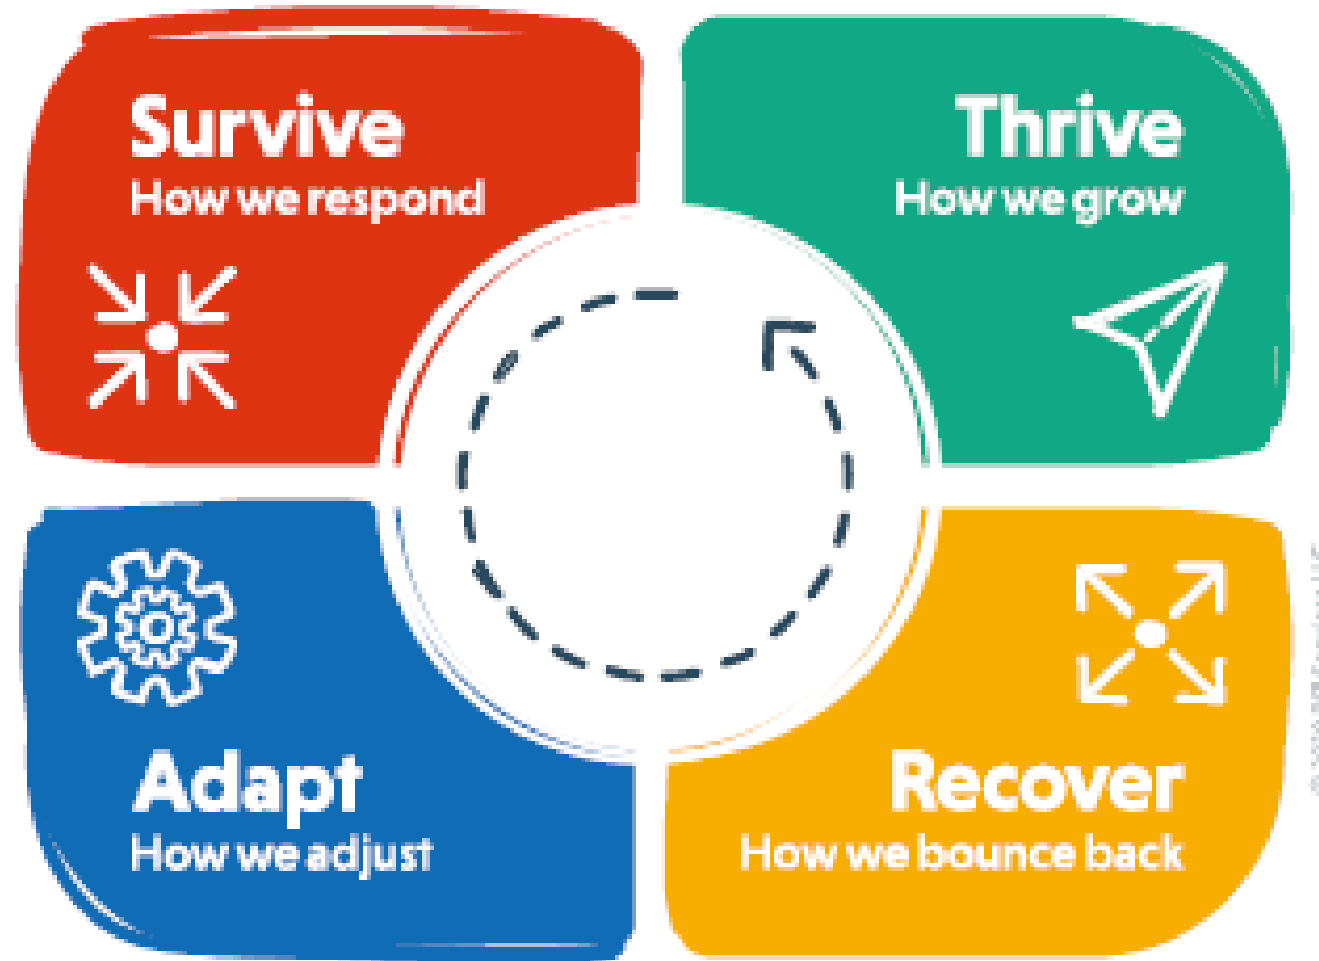 Survive
How we respond
Thrive
How we grow
Adapt
How we adjust
Recover
How we bounce back